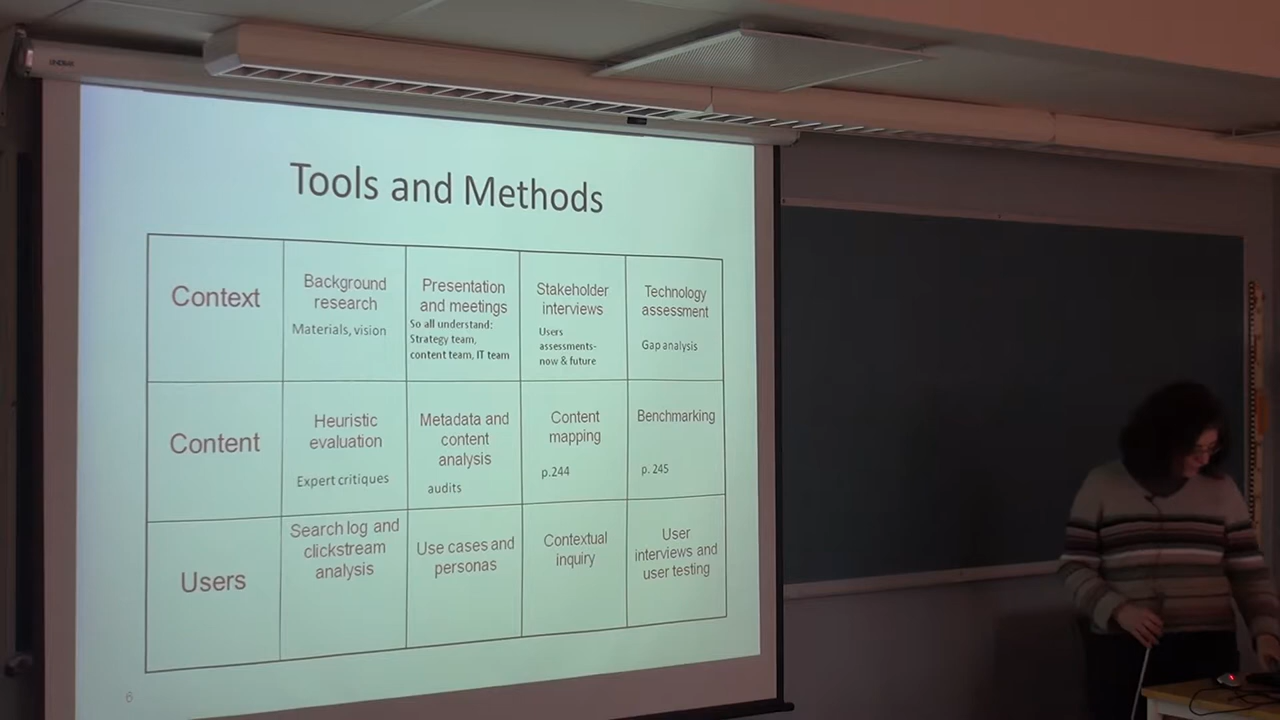 Tools and Methods
Context
Background
research
Materials, vision
Presentation
and meetings
So all understand:
Strategy team,
content team, IT team
Stakeholder
interviews
Users
assessments-
now & future
Technology
assessment
Gap analysis
Content
Heuristic
evaluation
Expert critiques
Metadata and
content
analysis
audits
Content
mapping
p.244
Benchmarking
p. 245
Users
Search log and
clickstream
analysis
Use cases and
personas
Contextual
inquiry
User
interviews and
user testing
6